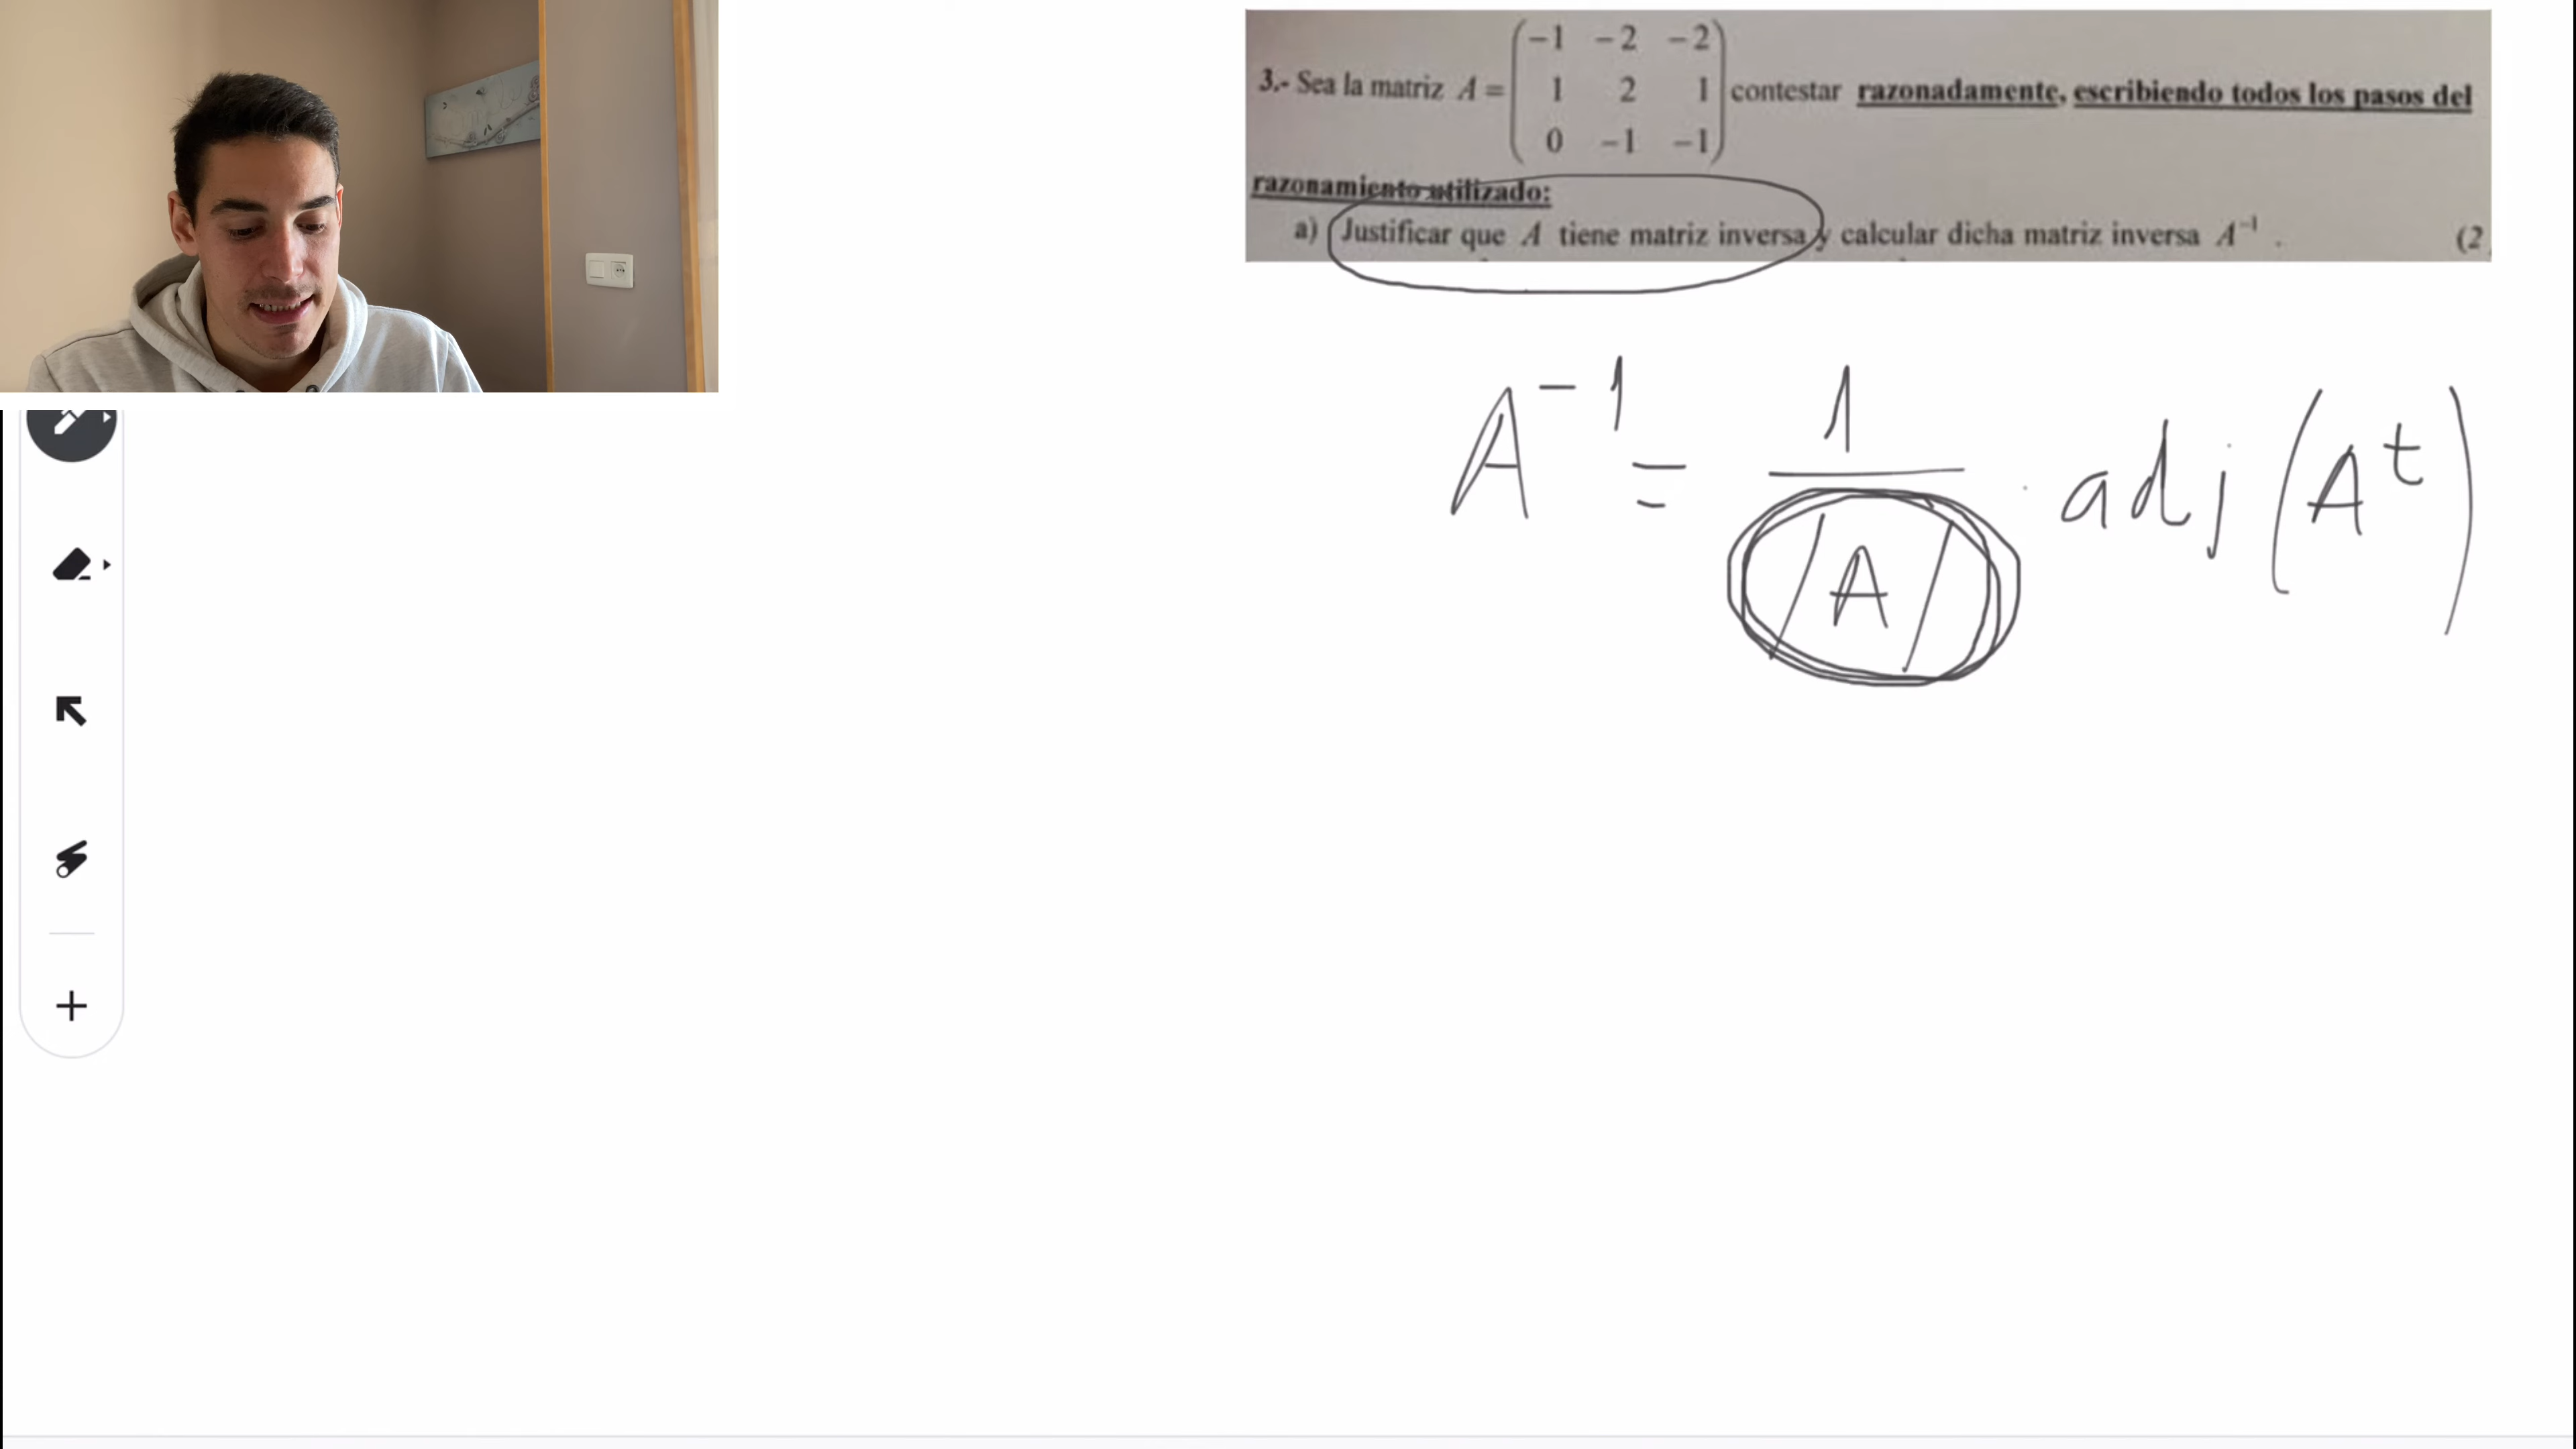 3.- Sea la matriz A = (-1 -2 -2
1 2 1
0 -1 -1) contestar razonadamente, escribiendo todos los pasos del
razonamiento utilizado:
a) Justificar que A tiene matriz inversa y calcular dicha matriz inversa A⁻¹ . (2
A⁻¹ = 1 / |A| · adj (Aᵗ)